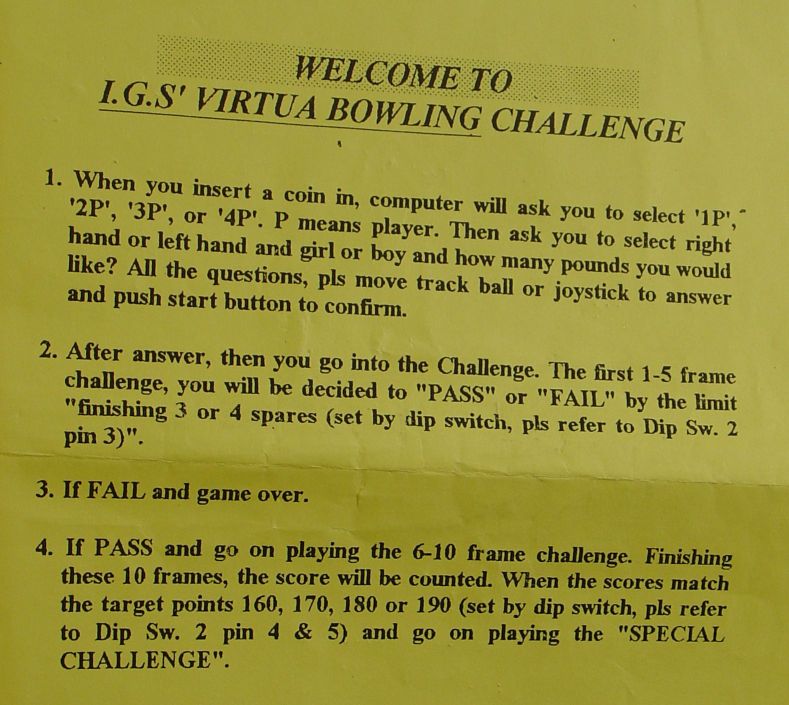 WELCOME TO
I.G.S' VIRTUA BOWLING CHALLENGE
1. When you insert a coin in, computer will ask you to select '1P',
'2P', '3P', or '4P'. P means player. Then ask you to select right
hand or left hand and girl or boy and how many pounds you would
like? All the questions, pls move track ball or joystick to answer
and push start button to confirm.
2. After answer, then you go into the Challenge. The first 1-5 frame
challenge, you will be decided to "PASS" or "FAIL" by the limit
"finishing 3 or 4 spares (set by dip switch, pls refer to Dip Sw. 2
pin 3)".
3. If FAIL and game over.
4. If PASS and go on playing the 6-10 frame challenge. Finishing
these 10 frames, the score will be counted. When the scores match
the target points 160, 170, 180 or 190 (set by dip switch, pls refer
to Dip Sw. 2 pin 4 & 5) and go on playing the "SPECIAL
CHALLENGE".